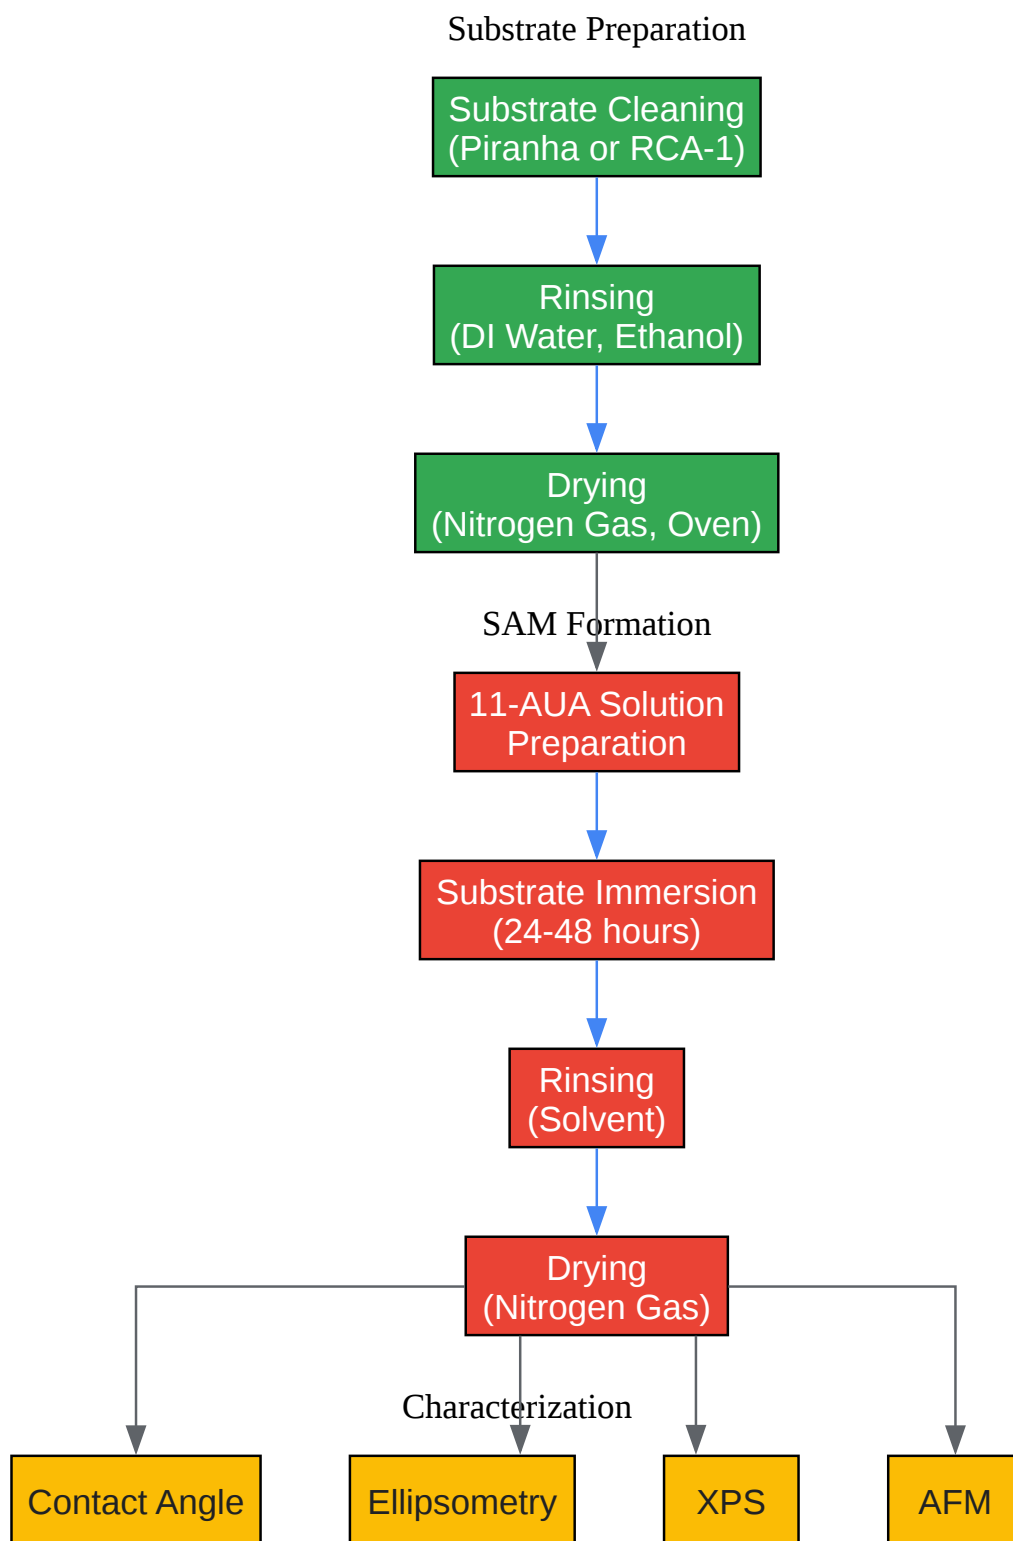 Substrate Preparation
Substrate Cleaning
(Piranha or RCA-1)
Rinsing
(DI Water, Ethanol)
Drying
(Nitrogen Gas, Oven)
SAM Formation
11-AUA Solution
Preparation
Substrate Immersion
(24-48 hours)
Rinsing
(Solvent)
Drying
(Nitrogen Gas)
Characterization
Contact Angle
Ellipsometry
XPS
AFM